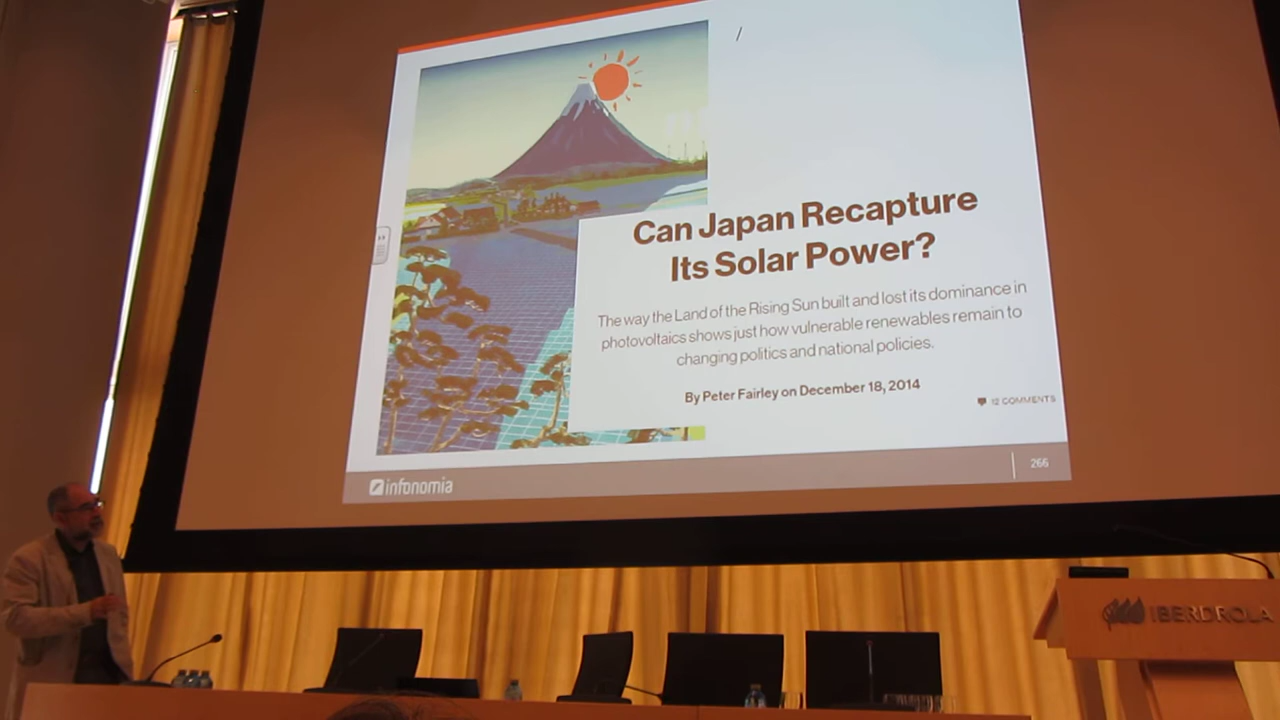 Can Japan Recapture
Its Solar Power?
The way the Land of the Rising Sun built and lost its dominance in
photovoltaics shows just how vulnerable renewables remain to
changing politics and national policies.
By Peter Fairley on December 18, 2014
12 COMMENTS
infonomia
266
IBERDROLA